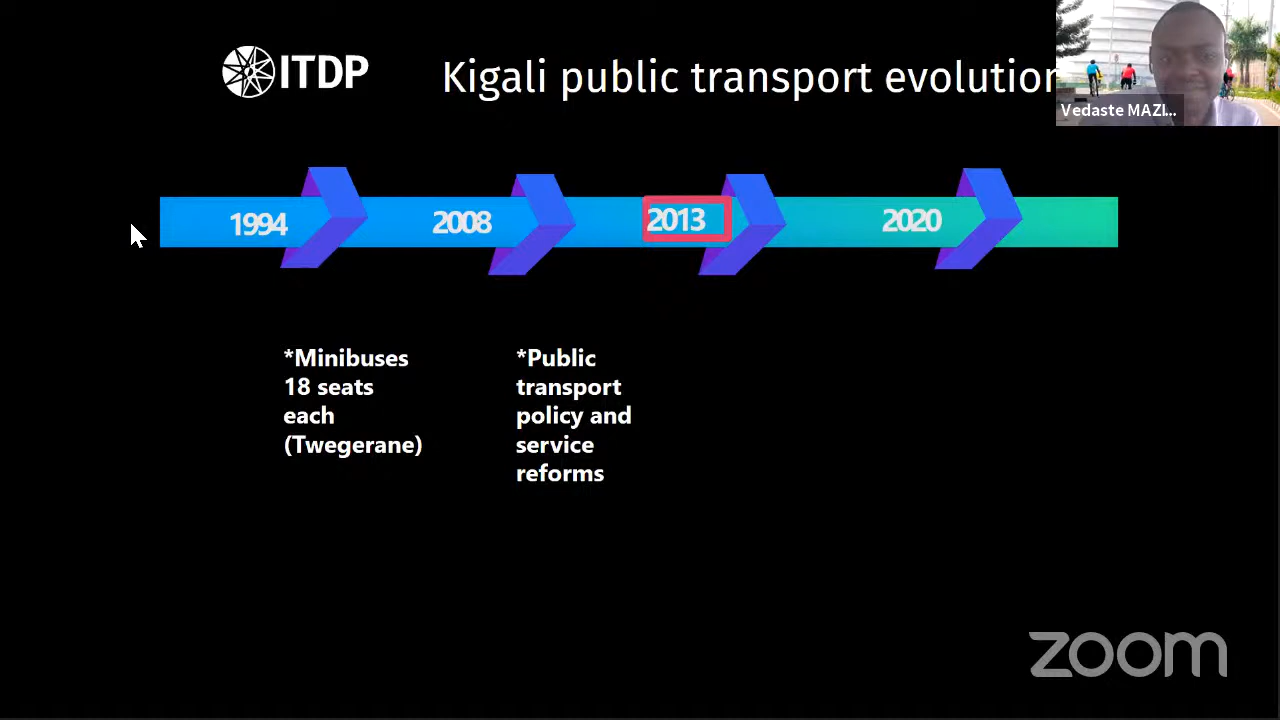 ITDP
Kigali public transport evolution
Vedaste MAZI...
1994
2008
2013
2020
*Minibuses
18 seats
each
(Twegerane)
*Public
transport
policy and
service
reforms
zoom